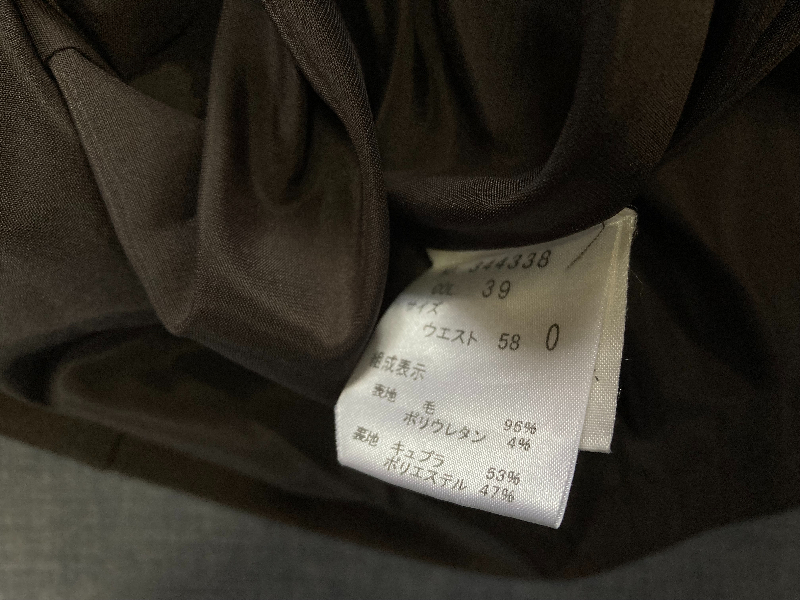 344338
COL 39
サイズ
ウエスト 58 0
組成表示
表地 毛 96%
ポリウレタン 4%
裏地 キュプラ 53%
ポリエステル 47%